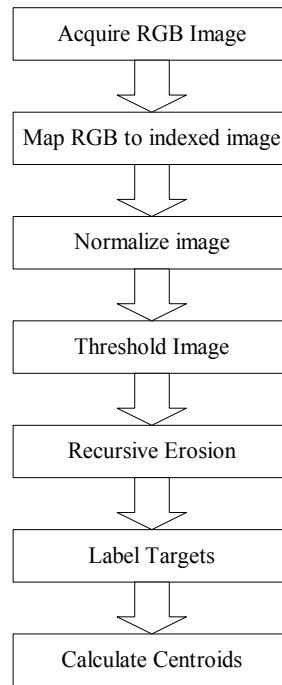 Acquire RGB Image
Map RGB to indexed image
Normalize image
Threshold Image
Recursive Erosion
Label Targets
Calculate Centroids